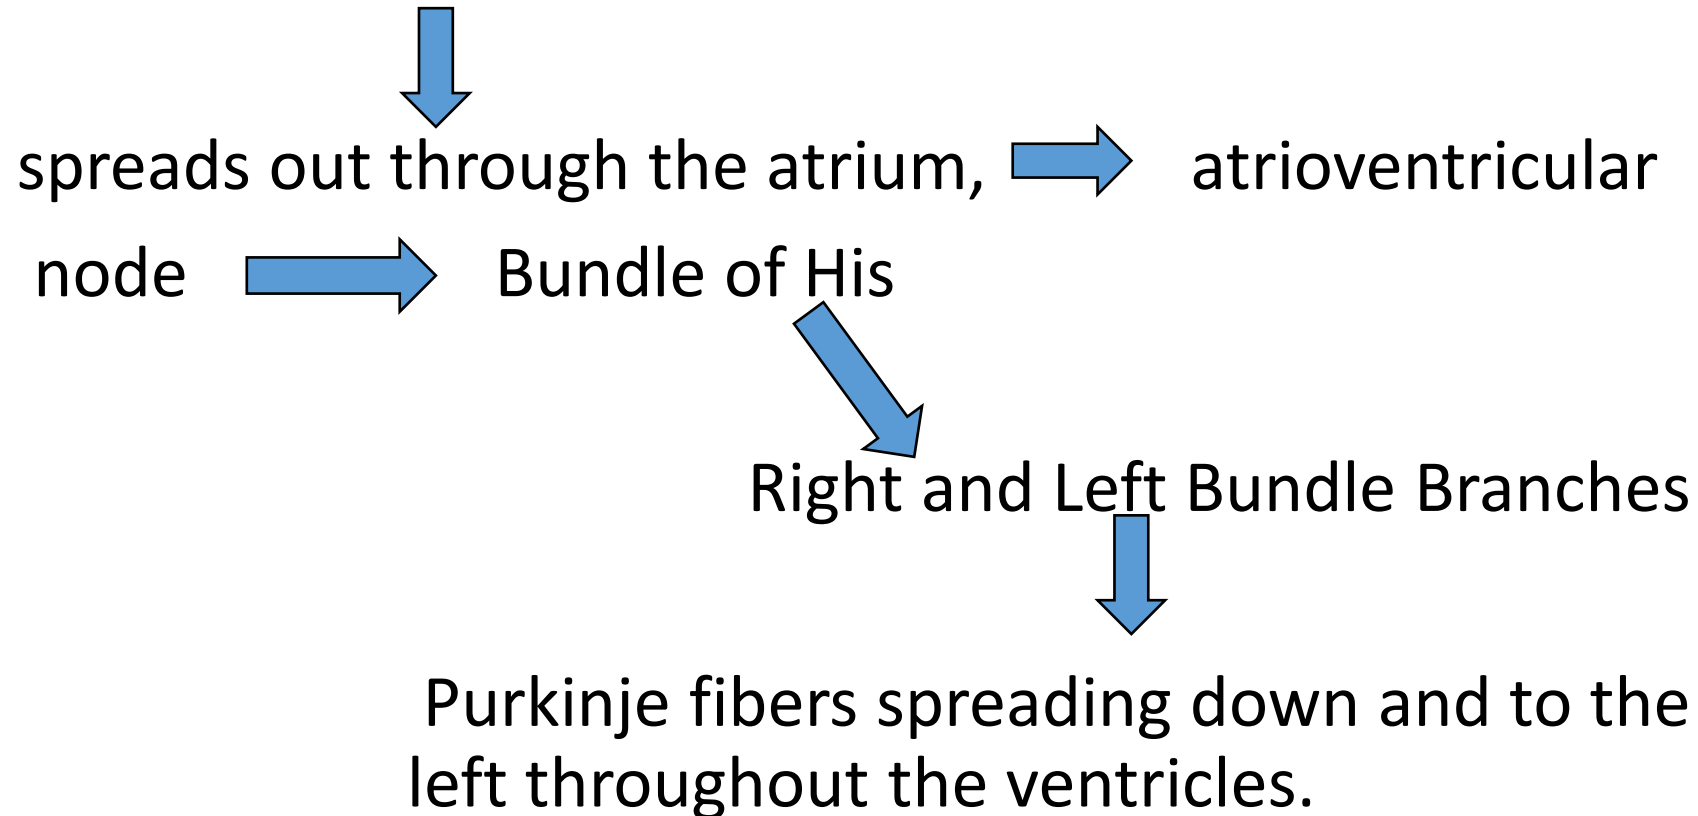 spreads out through the atrium, atrioventricular
node Bundle of His
Right and Left Bundle Branches
Purkinje fibers spreading down and to the
left throughout the ventricles.